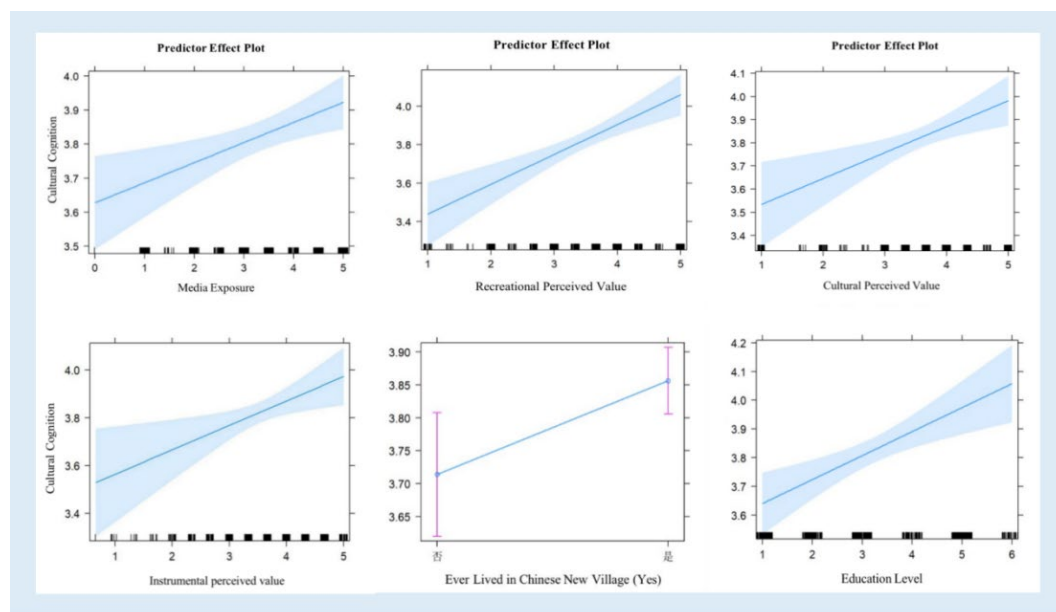 Predictor Effect Plot
Cultural Cognition
4.0
3.9
3.8
3.7
3.6
3.5
0 1 2 3 4 5
Media Exposure
Predictor Effect Plot
4.0
3.8
3.6
3.4
1 2 3 4 5
Recreational Perceived Value
Predictor Effect Plot
4.1
4.0
3.9
3.8
3.7
3.6
3.5
3.4
1 2 3 4 5
Cultural Perceived Value
Cultural Cognition
4.0
3.8
3.6
3.4
1 2 3 4 5
Instrumental perceived value
3.90
3.85
3.80
3.75
3.70
3.65
否 是
Ever Lived in Chinese New Village (Yes)
4.2
4.1
4.0
3.9
3.8
3.7
3.6
1 2 3 4 5 6
Education Level